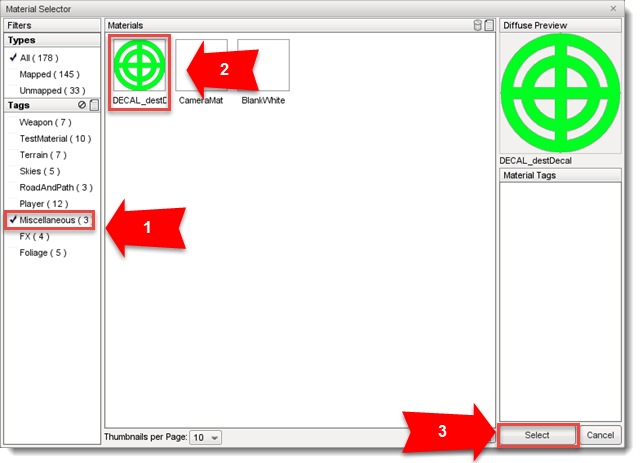 Material Selector
Filters
Types
All ( 178 )
Mapped ( 145 )
Unmapped ( 33 )
Tags
Weapon ( 7 )
TestMaterial ( 10 )
Terrain ( 7 )
Skies ( 5 )
RoadAndPath ( 3 )
Player ( 12 )
Miscellaneous ( 3
FX ( 4 )
Foliage ( 5 )
1
Materials
DECAL_destD
CameraMat
BlankWhite
2
Thumbnails per Page: 10
3
Diffuse Preview
DECAL_destDecal
Material Tags
Select
Cancel